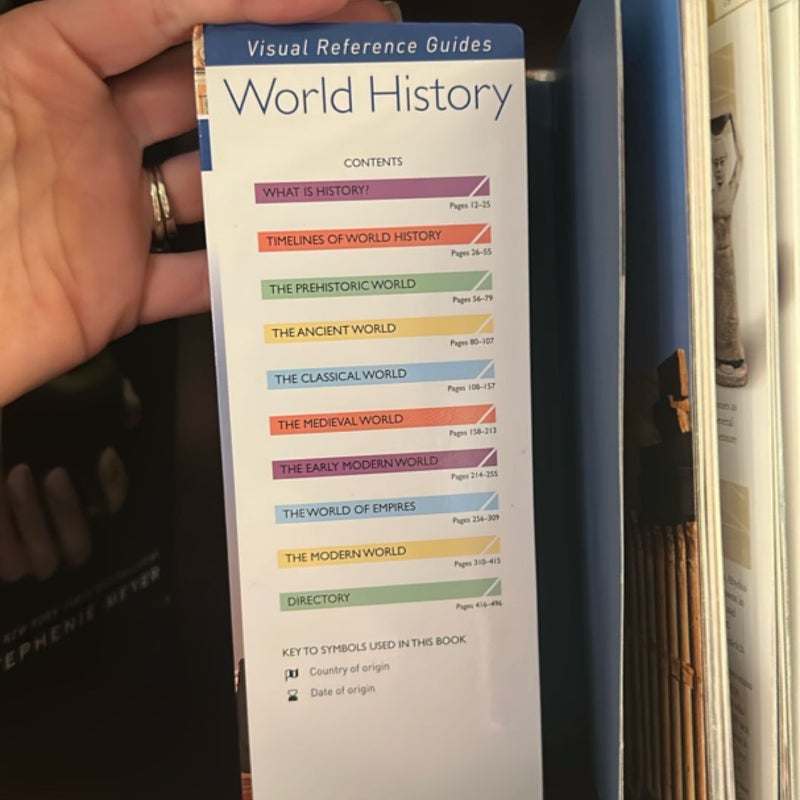 Visual Reference Guides
World History
CONTENTS
WHAT IS HISTORY?
Pages 12–25
TIMELINES OF WORLD HISTORY
Pages 26–55
THE PREHISTORIC WORLD
Pages 56–79
THE ANCIENT WORLD
Pages 80–107
THE CLASSICAL WORLD
Pages 108–157
THE MEDIEVAL WORLD
Pages 158–213
THE EARLY MODERN WORLD
Pages 214–255
THE WORLD OF EMPIRES
Pages 256–309
THE MODERN WORLD
Pages 310–415
DIRECTORY
Pages 416–496
KEY TO SYMBOLS USED IN THIS BOOK
Country of origin
Date of origin
NEW YORK
EPHENIE MEYER